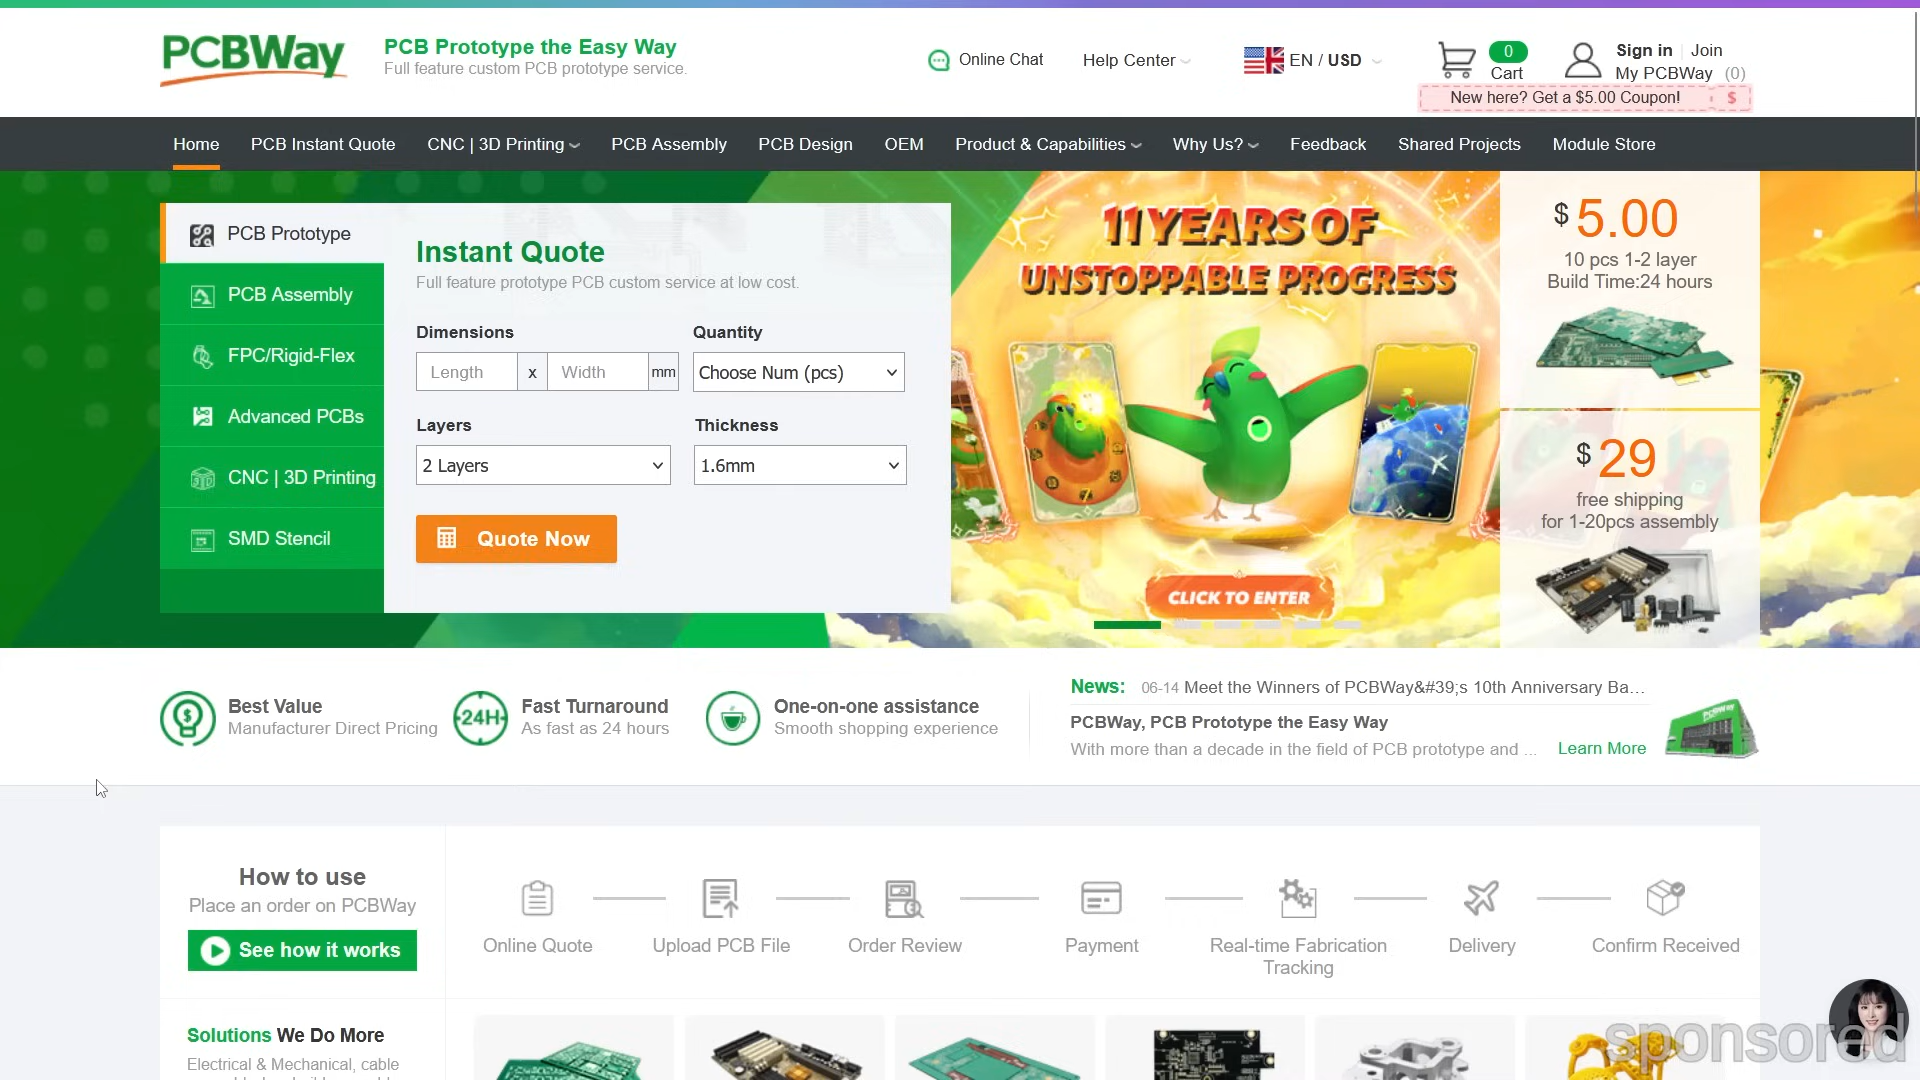 PCBWay
PCB Prototype the Easy Way
Full feature custom PCB prototype service.
Online Chat
Help Center
EN / USD
0
Cart
Sign in Join
My PCBWay (0)
New here? Get a $5.00 Coupon! $
Home PCB Instant Quote CNC | 3D Printing PCB Assembly PCB Design OEM Product & Capabilities Why Us? Feedback Shared Projects Module Store
PCB Prototype
PCB Assembly
FPC/Rigid-Flex
Advanced PCBs
CNC | 3D Printing
SMD Stencil
Instant Quote
Full feature prototype PCB custom service at low cost.
Dimensions Quantity
Length x Width mm Choose Num (pcs)
Layers Thickness
2 Layers 1.6mm
Quote Now
11 YEARS OF
UNSTOPPABLE PROGRESS
CLICK TO ENTER
$ 5.00
10 pcs 1-2 layer
Build Time:24 hours
$ 29
free shipping
for 1-20pcs assembly
Best Value
Manufacturer Direct Pricing
24H
Fast Turnaround
As fast as 24 hours
One-on-one assistance
Smooth shopping experience
News: 06-14 Meet the Winners of PCBWay&#39;s 10th Anniversary Ba...
PCBWay, PCB Prototype the Easy Way
With more than a decade in the field of PCB prototype and ... Learn More
PCBWay
How to use
Place an order on PCBWay
See how it works
Online Quote
Upload PCB File
Order Review
Payment
Real-time Fabrication
Tracking
Delivery
Confirm Received
Solutions We Do More
Electrical & Mechanical, cable
sponsored